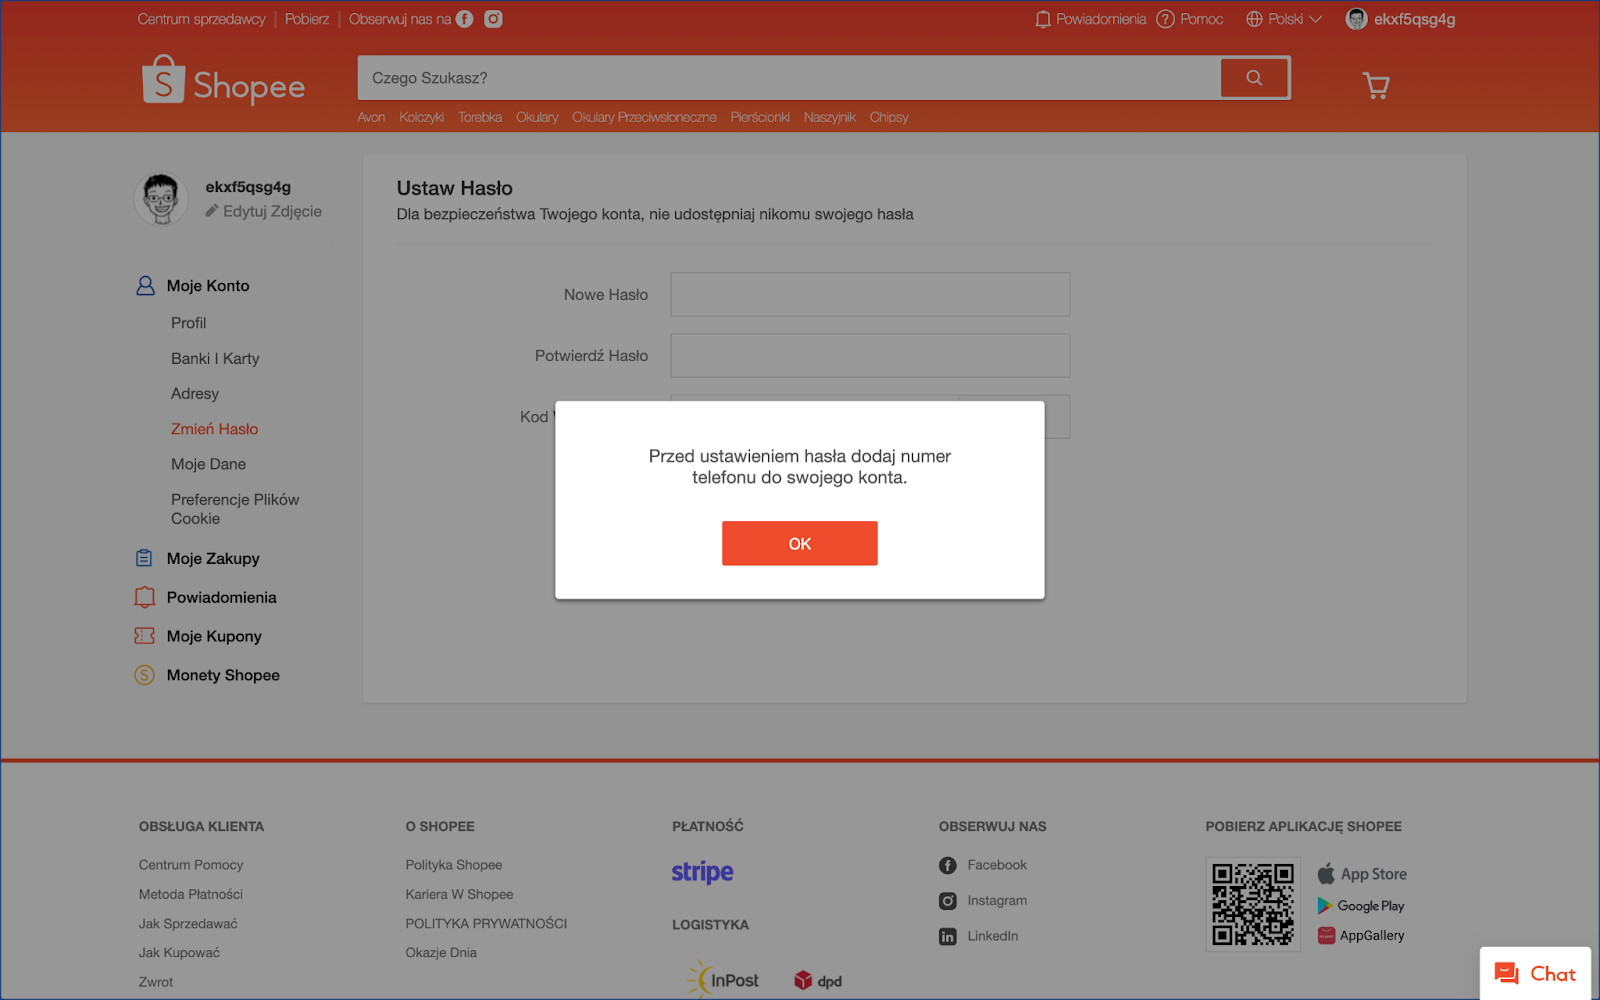 Centrum sprzedawcy
Pobierz
Obserwuj nas na
Powiadomienia
Pomoc
Polski
ekxf5qsg4g
Shopee
Czego Szukasz?
Avon Kolczyki Torebka Okulary Okulary Przeciwsłoneczne Pierścionki Naszyjnik Chipsy
ekxf5qsg4g
Edytuj Zdjęcie
Moje Konto
Profil
Banki I Karty
Adresy
Zmień Hasło
Moje Dane
Preferencje Plików
Cookie
Moje Zakupy
Powiadomienia
Moje Kupony
Monety Shopee
Ustaw Hasło
Dla bezpieczeństwa Twojego konta, nie udostępniaj nikomu swojego hasła
Nowe Hasło
Potwierdź Hasło
Kod
Przed ustawieniem hasła dodaj numer
telefonu do swojego konta.
OK
OBSŁUGA KLIENTA
Centrum Pomocy
Metoda Płatności
Jak Sprzedawać
Jak Kupować
Zwrot
O SHOPEE
Polityka Shopee
Kariera W Shopee
POLITYKA PRYWATNOŚCI
Okazje Dnia
PŁATNOŚĆ
stripe
LOGISTYKA
InPost
dpd
OBSERWUJ NAS
Facebook
Instagram
LinkedIn
POBIERZ APLIKACJĘ SHOPEE
App Store
Google Play
AppGallery
Chat